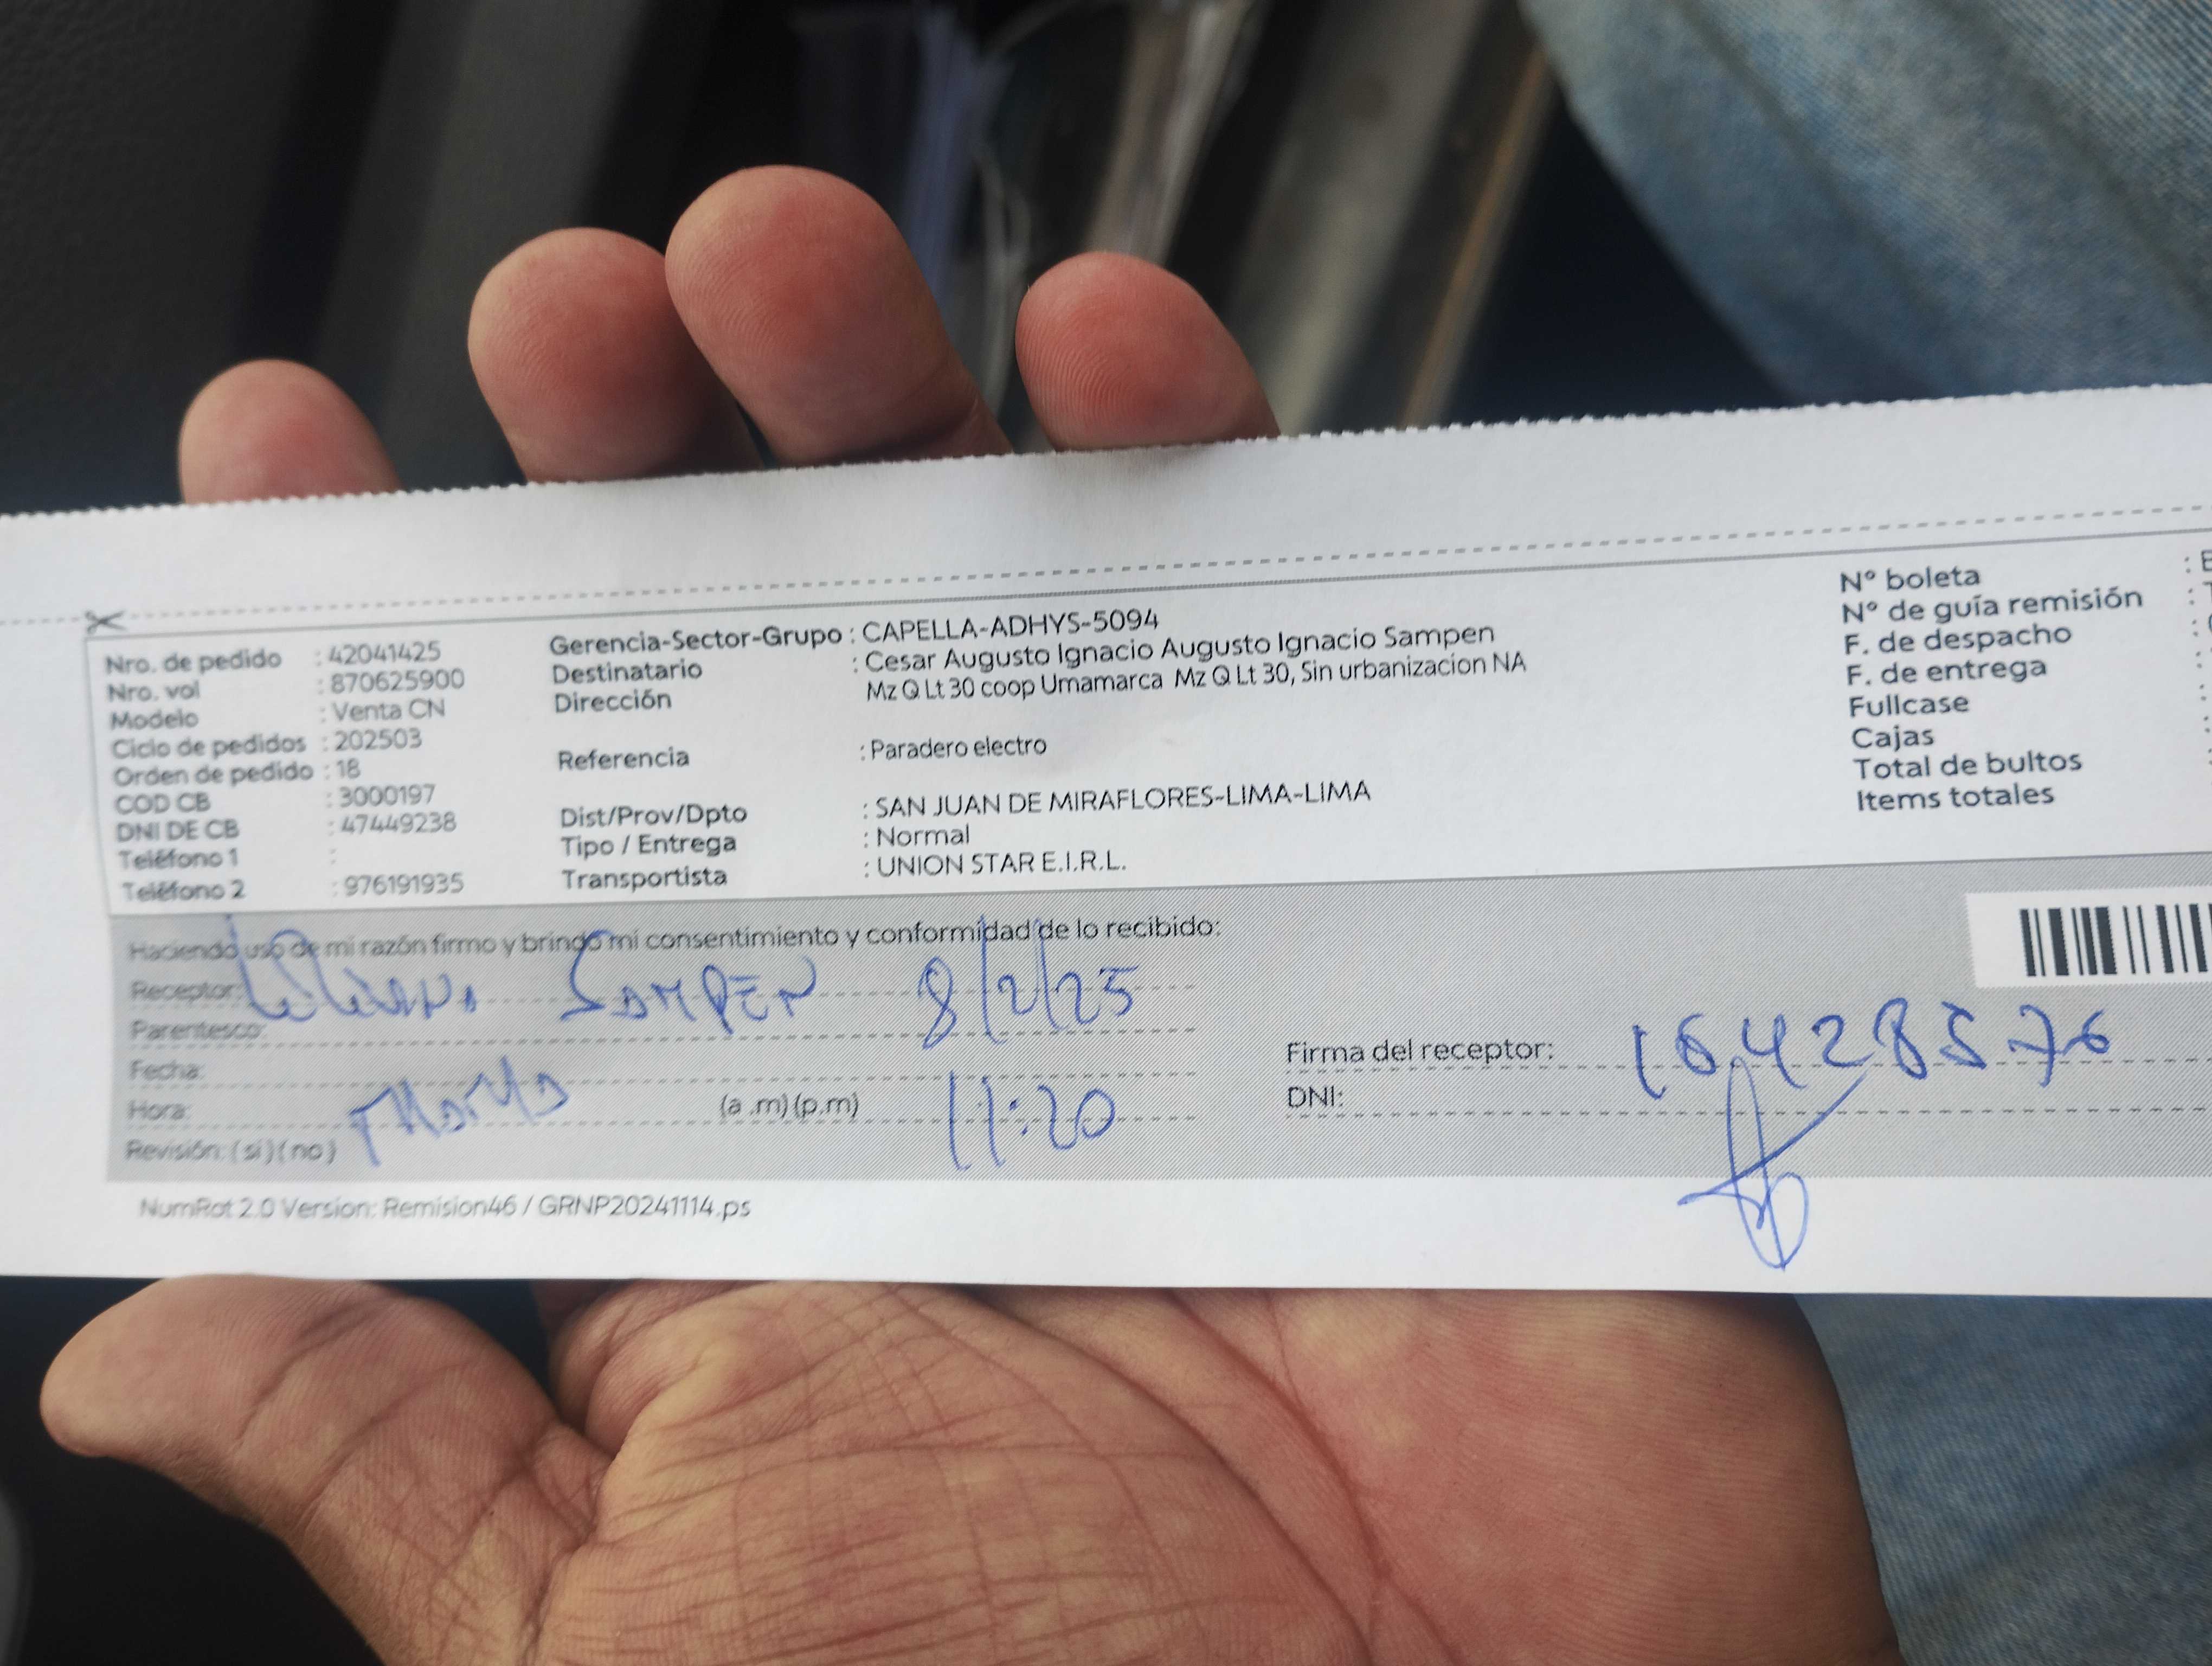 Nro. de pedido : 42041425
Nro. vol : 870625900
Modelo : Venta CN
Ciclo de pedidos : 202503
Orden de pedido : 18
COD CB : 3000197
DNI DE CB : 47449238
Teléfono 1 :
Teléfono 2 : 976191935
Gerencia-Sector-Grupo : CAPELLA-ADHYS-5094
Destinatario : Cesar Augusto Ignacio Augusto Ignacio Sampen
Dirección Mz Q Lt 30 coop Umamarca Mz Q Lt 30, Sin urbanizacion NA
Referencia : Paradero electro
Dist/Prov/Dpto : SAN JUAN DE MIRAFLORES-LIMA-LIMA
Tipo / Entrega : Normal
Transportista : UNION STAR E.I.R.L.
N° boleta :
N° de guía remisión :
F. de despacho :
F. de entrega :
Fullcase :
Cajas :
Total de bultos :
Items totales
Haciendo uso de mi razón firmo y brindo mi consentimiento y conformidad de lo recibido:
Receptor: Liliana SAMPEN 8/2/25
Parentesco:
Fecha:
Hora: (a .m) (p.m) 11:20
Revisión: ( si ) ( no )
Firma del receptor: 16428576
DNI:
NumRot 2.0 Version: Remision46 / GRNP20241114.ps